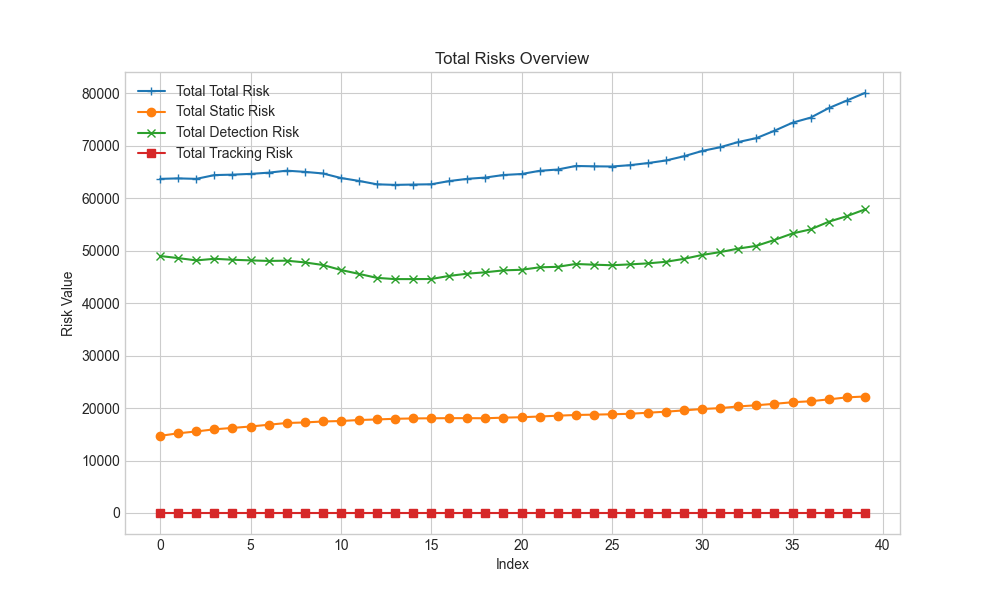 Total Risks Overview
Total Total Risk
Total Static Risk
Total Detection Risk
Total Tracking Risk
Risk Value
80000
70000
60000
50000
40000
30000
20000
10000
0
0 5 10 15 20 25 30 35 40
Index